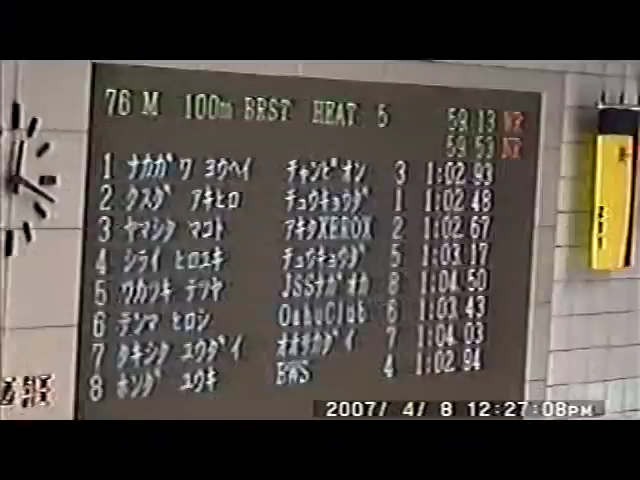 76 M 100m BRST HEAT 5 59.13 WR
59.53 NR
1 ナカガワ ヨウヘイ チャンピオン 3 1:02.93
2 クスダ アキヒロ チュウキョウダ 1 1:02.48
3 ヤマシタ マコト アキタXEROX 2 1:02.67
4 シライ ヒロユキ チュウキョウダ 5 1:03.17
5 ワカツキ テツヤ JSSナガオカ 8 1:04.50
6 テンマ ヒロシ OakuClub 6 1:03.43
7 タキシタ ユウダイ オオサカダイ 7 1:04.03
8 ホンダ ユウキ BWS 4 1:02.94
2007/ 4/ 8 12:27:08PM